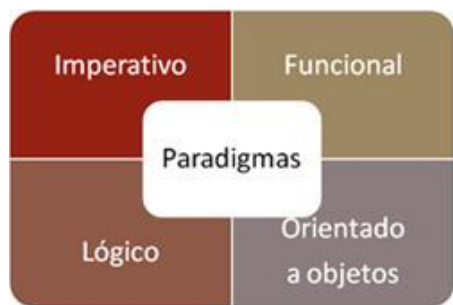 Imperativo
Funcional
Paradigmas
Lógico
Orientado
a objetos